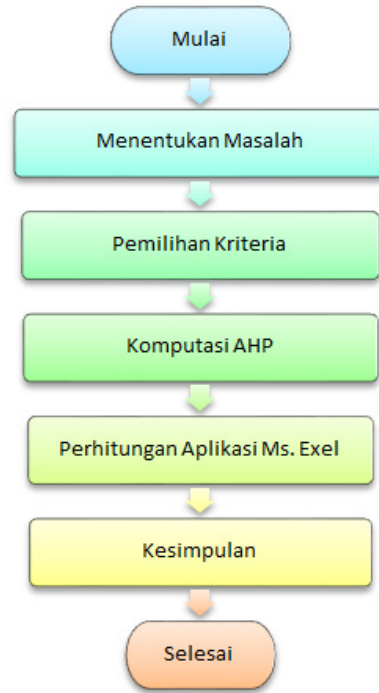 Mulai
Menentukan Masalah
Pemilihan Kriteria
Komputasi AHP
Perhitungan Aplikasi Ms. Exel
Kesimpulan
Selesai